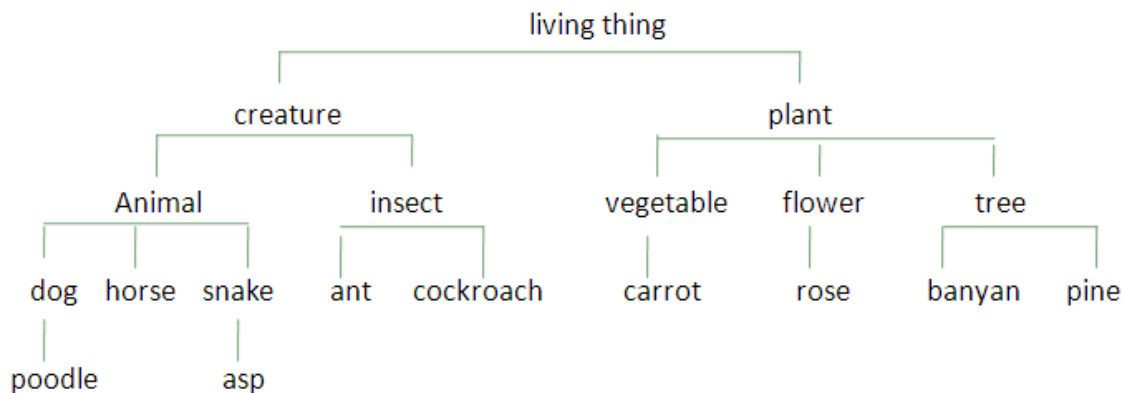 living thing
creature plant
Animal insect vegetable flower tree
dog horse snake ant cockroach carrot rose banyan pine
poodle asp